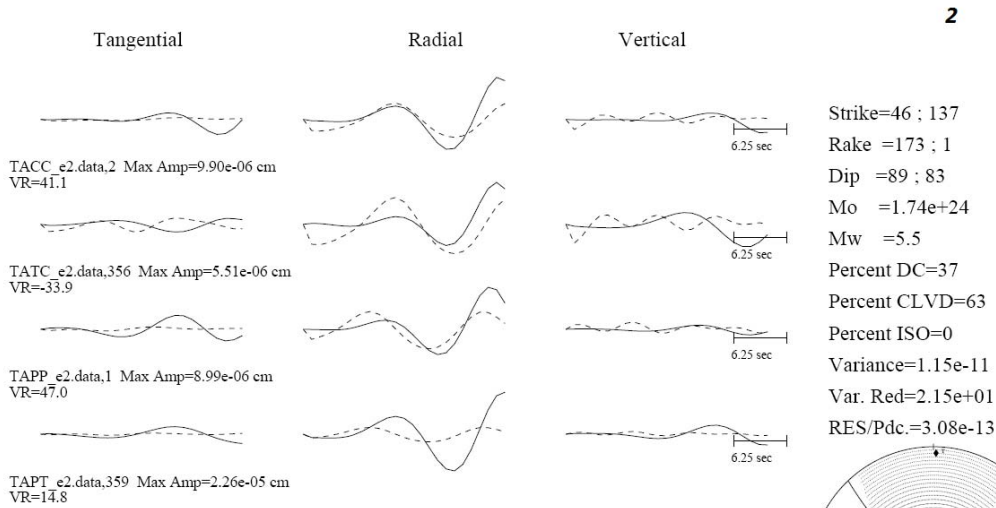 2
Tangential Radial Vertical
6.25 sec
TACC_e2.data,2 Max Amp=9.90e-06 cm
VR=41.1
6.25 sec
TATC_e2.data,356 Max Amp=5.51e-06 cm
VR=-33.9
6.25 sec
TAPP_e2.data,1 Max Amp=8.99e-06 cm
VR=47.0
6.25 sec
TAPT_e2.data,359 Max Amp=2.26e-05 cm
VR=14.8
Strike=46 ; 137
Rake =173 ; 1
Dip =89 ; 83
Mo =1.74e+24
Mw =5.5
Percent DC=37
Percent CLVD=63
Percent ISO=0
Variance=1.15e-11
Var. Red=2.15e+01
RES/Pdc.=3.08e-13